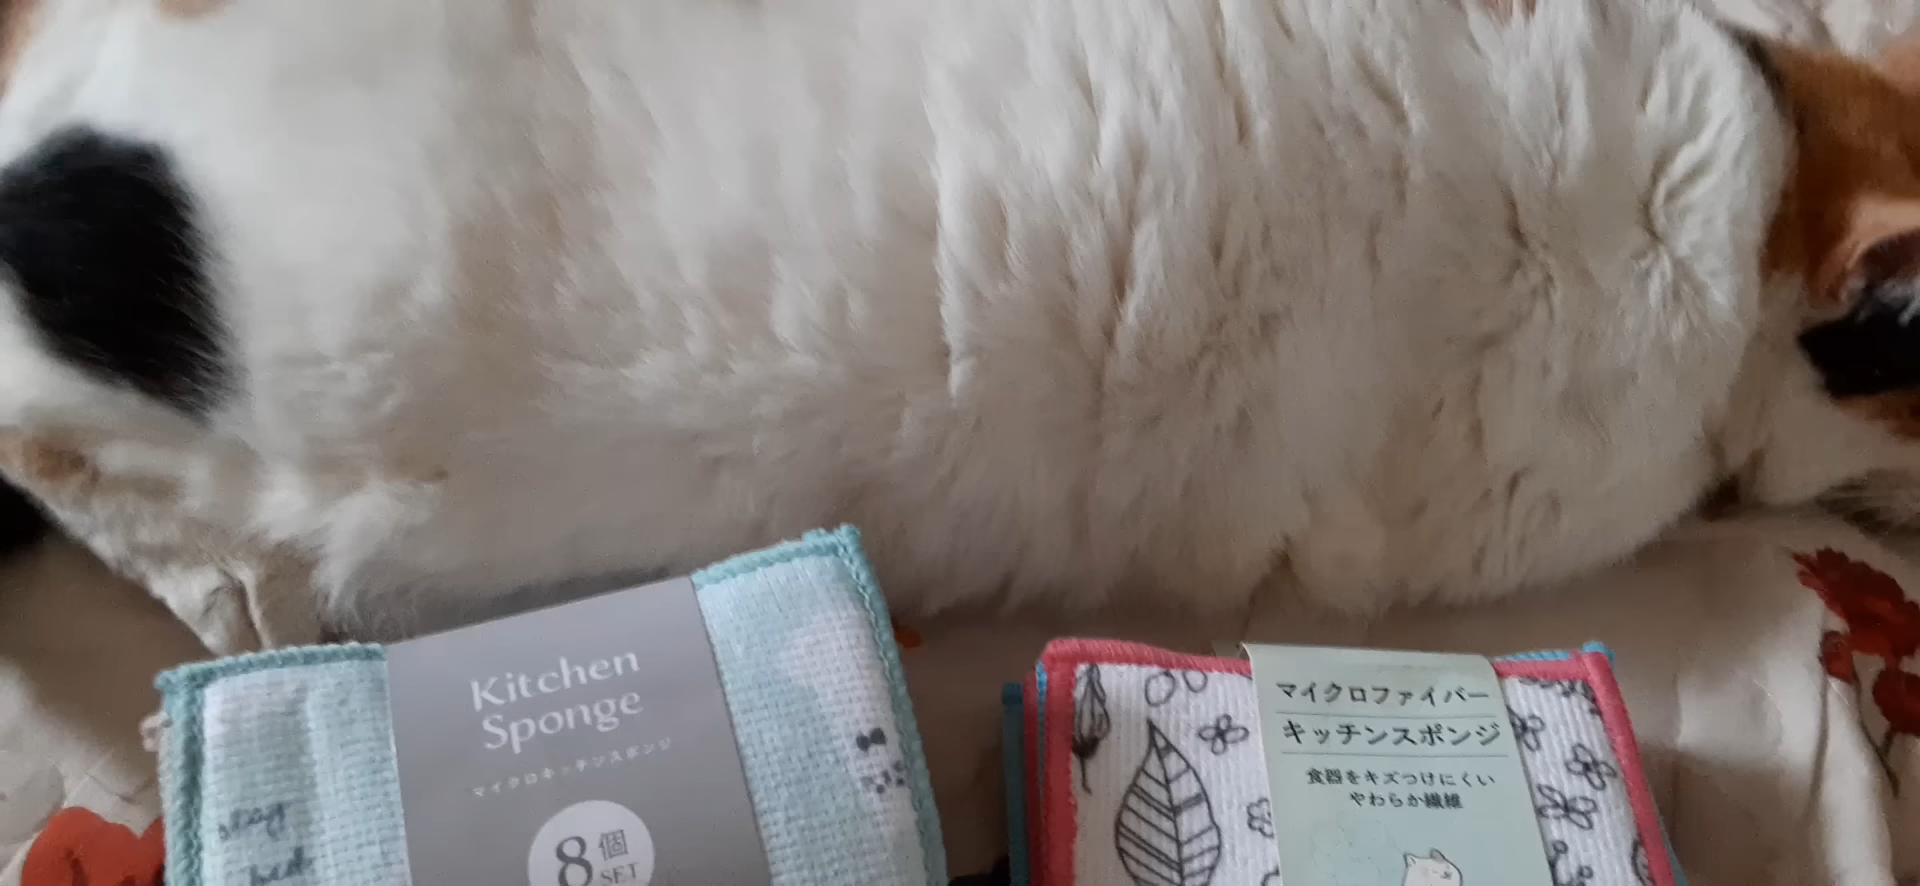 Kitchen
Sponge
マイクロキッチンスポンジ
8個
SET
マイクロファイバー
キッチンスポンジ
食器をキズつけにくい
やわらか繊維